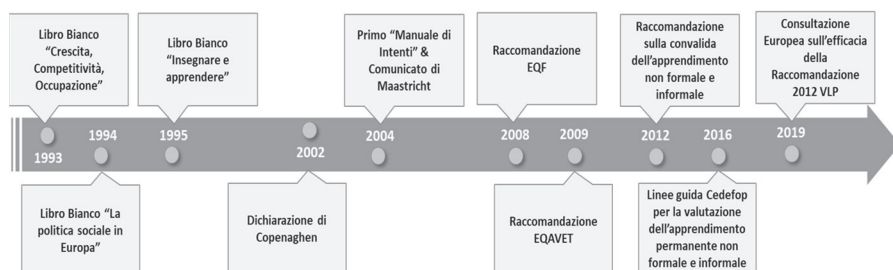 Libro Bianco
“Crescita,
Competitività,
Occupazione”
Libro Bianco
“Insegnare e
apprendere”
Primo “Manuale di
Intenti” &
Comunicato di
Maastricht
Raccomandazione
EQF
Raccomandazione
sulla convalida
dell’apprendimento
non formale e
informale
Consultazione
Europea sull’efficacia
della
Raccomandazione
2012 VLP
1993
1994
1995
2002
2004
2008
2009
2012
2016
2019
Libro Bianco “La
politica sociale in
Europa”
Dichiarazione di
Copenaghen
Raccomandazione
EQAVET
Linee guida Cedefop
per la valutazione
dell’apprendimento
permanente non
formale e informale